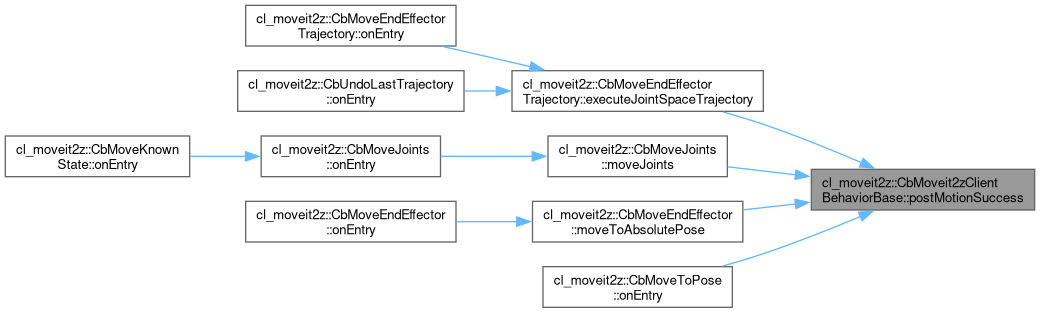 cl_moveit2z::CbMoveEndEffector
Trajectory::onEntry
cl_moveit2z::CbUndoLastTrajectory
::onEntry
cl_moveit2z::CbMoveEndEffector
Trajectory::executeJointSpaceTrajectory
cl_moveit2z::CbMoveKnown
State::onEntry
cl_moveit2z::CbMoveJoints
::onEntry
cl_moveit2z::CbMoveJoints
::moveJoints
cl_moveit2z::CbMoveit2zClient
BehaviorBase::postMotionSuccess
cl_moveit2z::CbMoveEndEffector
::onEntry
cl_moveit2z::CbMoveEndEffector
::moveToAbsolutePose
cl_moveit2z::CbMoveToPose
::onEntry